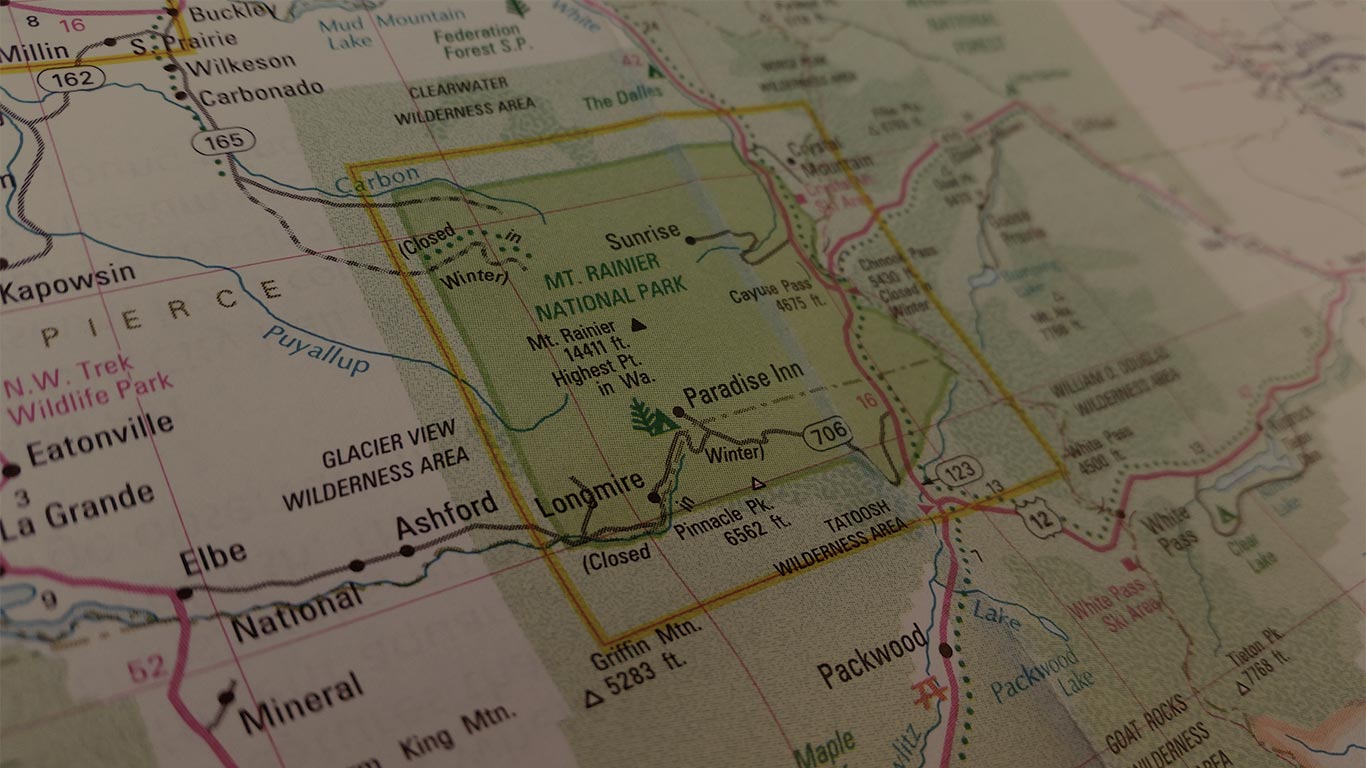 8
16
Buckley
Millin
S. Prairie
162
Wilkeson
Carbonado
165
Mud
Lake
Mountain
Federation
Forest S.P.
White
24
42
CLEARWATER
WILDERNESS AREA
The Dalles
Crystal
Mountain
Carbon
(Closed
in
Winter)
Sunrise
MT. RAINIER
NATIONAL PARK
Mt. Rainier
14411 ft.
Highest Pt.
in Wa.
Cayuse Pass
4675 ft.
Chinook Pass
5430 ft.
Closed in
Winter
Kapowsin
PIERCE
Puyallup
N.W. Trek
Wildlife Park
Eatonville
3
La Grande
GLACIER VIEW
WILDERNESS AREA
Paradise Inn
16
706
Winter)
in
Longmire
(Closed
Pinnacle Pk.
6562 ft.
TATOOSH
WILDERNESS AREA
123
13
12
WILLIAM O. DOUGLAS
WILDERNESS AREA
White Pass
4500 ft.
White
Pass
White Pass
Ski Area
Clear
Lake
Ashford
Elbe
9
National
52
Mineral
Griffin Mtn.
5283 ft.
King Mtn.
7
Packwood
Lake
Packwood
Lake
Tieton Pk.
7768 ft.
GOAT ROCKS
WILDERNESS
AREA
Maple